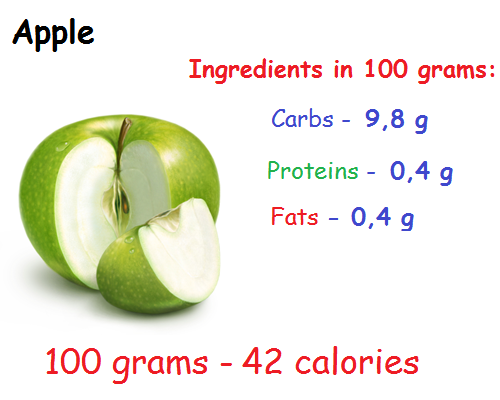 Apple
Ingredients in 100 grams:
Carbs - 9,8 g
Proteins - 0,4 g
Fats - 0,4 g
100 grams - 42 calories